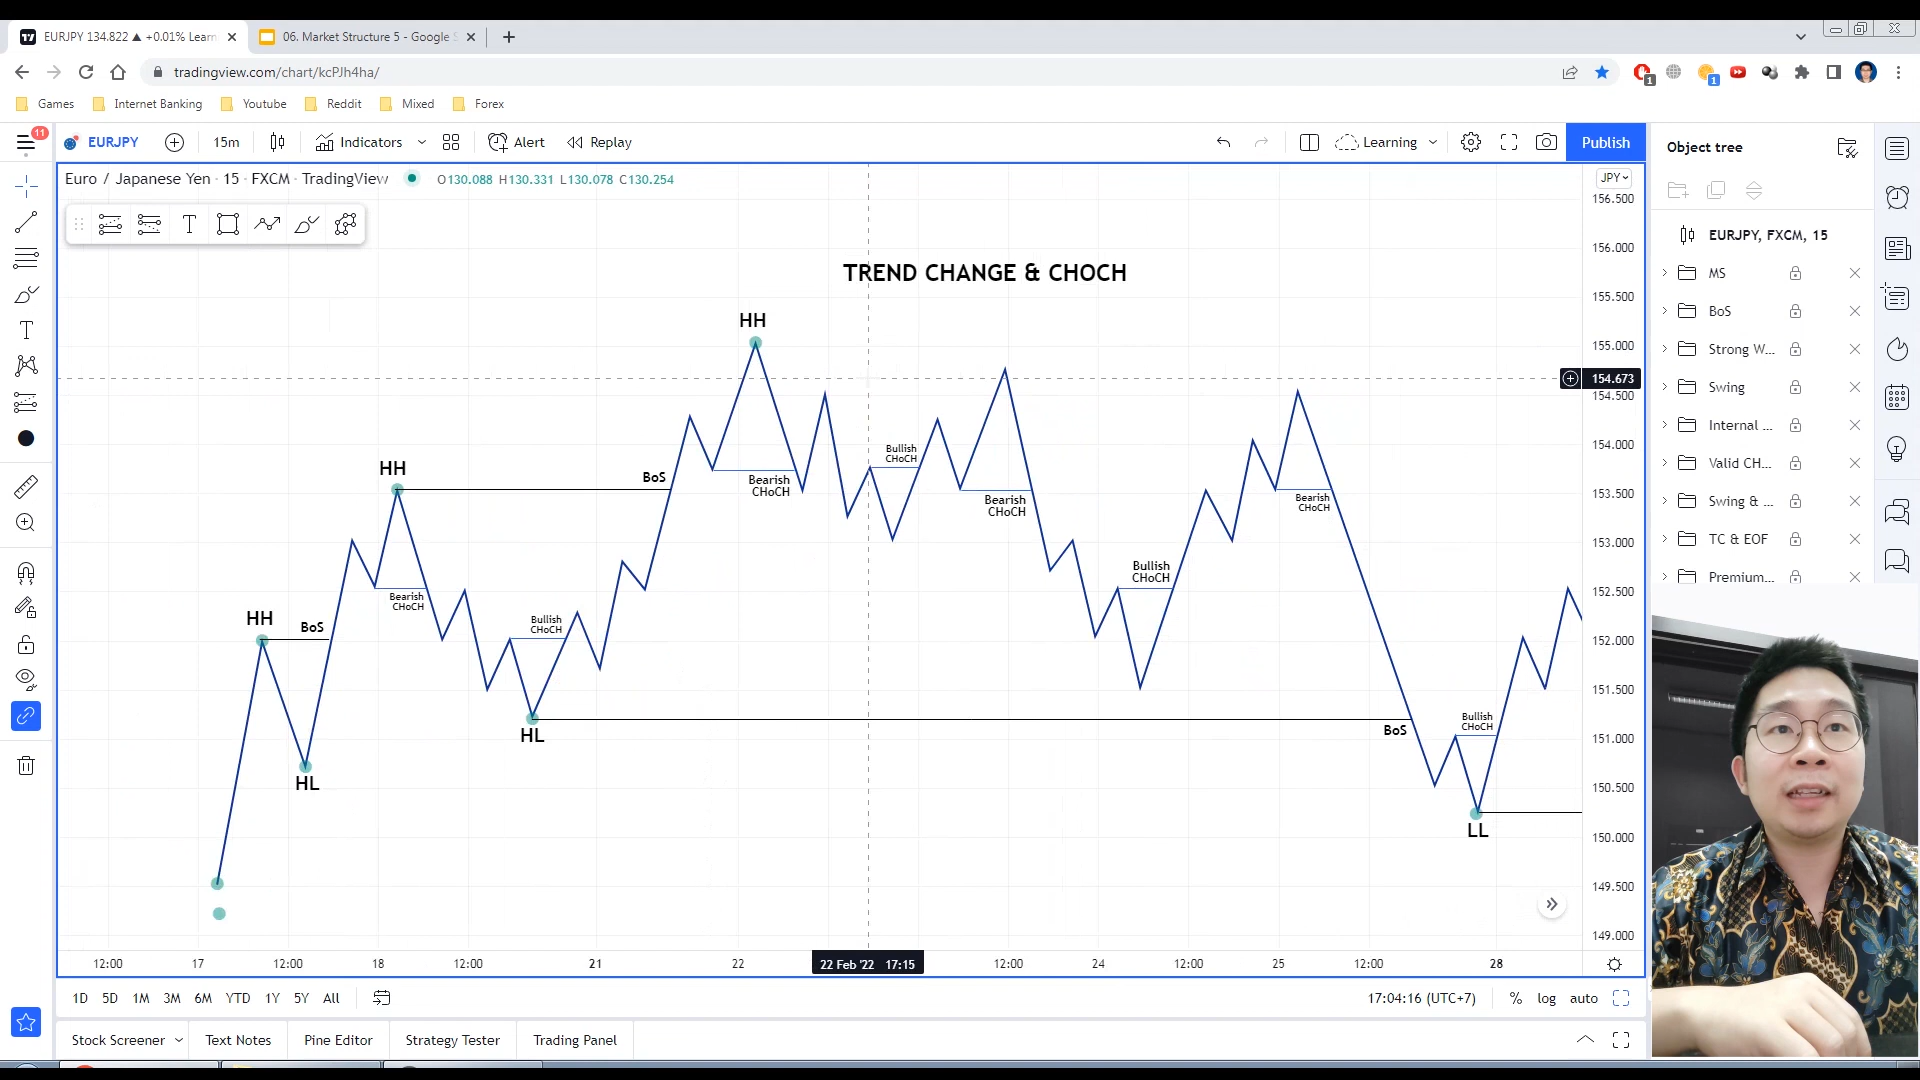 EURJPY 134.822 ▲ +0.01% Learn
06. Market Structure 5 - Google S
tradingview.com/chart/kcPJh4ha/
1
1
Games
Internet Banking
Youtube
Reddit
Mixed
Forex
11
EURJPY
15m
Indicators
Alert
Replay
Learning
Publish
Object tree
Euro / Japanese Yen · 15 · FXCM · TradingView
O130.088 H130.331 L130.078 C130.254
JPY
156.500
156.000
155.500
155.000
154.673
154.500
154.000
153.500
153.000
152.500
152.000
151.500
151.000
150.500
150.000
149.500
149.000
EURJPY, FXCM, 15
MS
BoS
Strong W...
Swing
Internal ...
Valid CH...
Swing & ...
TC & EOF
Premium...
TREND CHANGE & CHOCH
HH
HH
BoS
Bearish
CHoCH
Bullish
CHoCH
Bearish
CHoCH
Bearish
CHoCH
Bullish
CHoCH
Bearish
CHoCH
HH
BoS
Bullish
CHoCH
HL
HL
BoS
Bullish
CHoCH
LL
12:00
17
12:00
18
12:00
21
22
22 Feb '22 17:15
12:00
24
12:00
25
12:00
28
1D
5D
1M
3M
6M
YTD
1Y
5Y
All
17:04:16 (UTC+7)
%
log
auto
Stock Screener
Text Notes
Pine Editor
Strategy Tester
Trading Panel